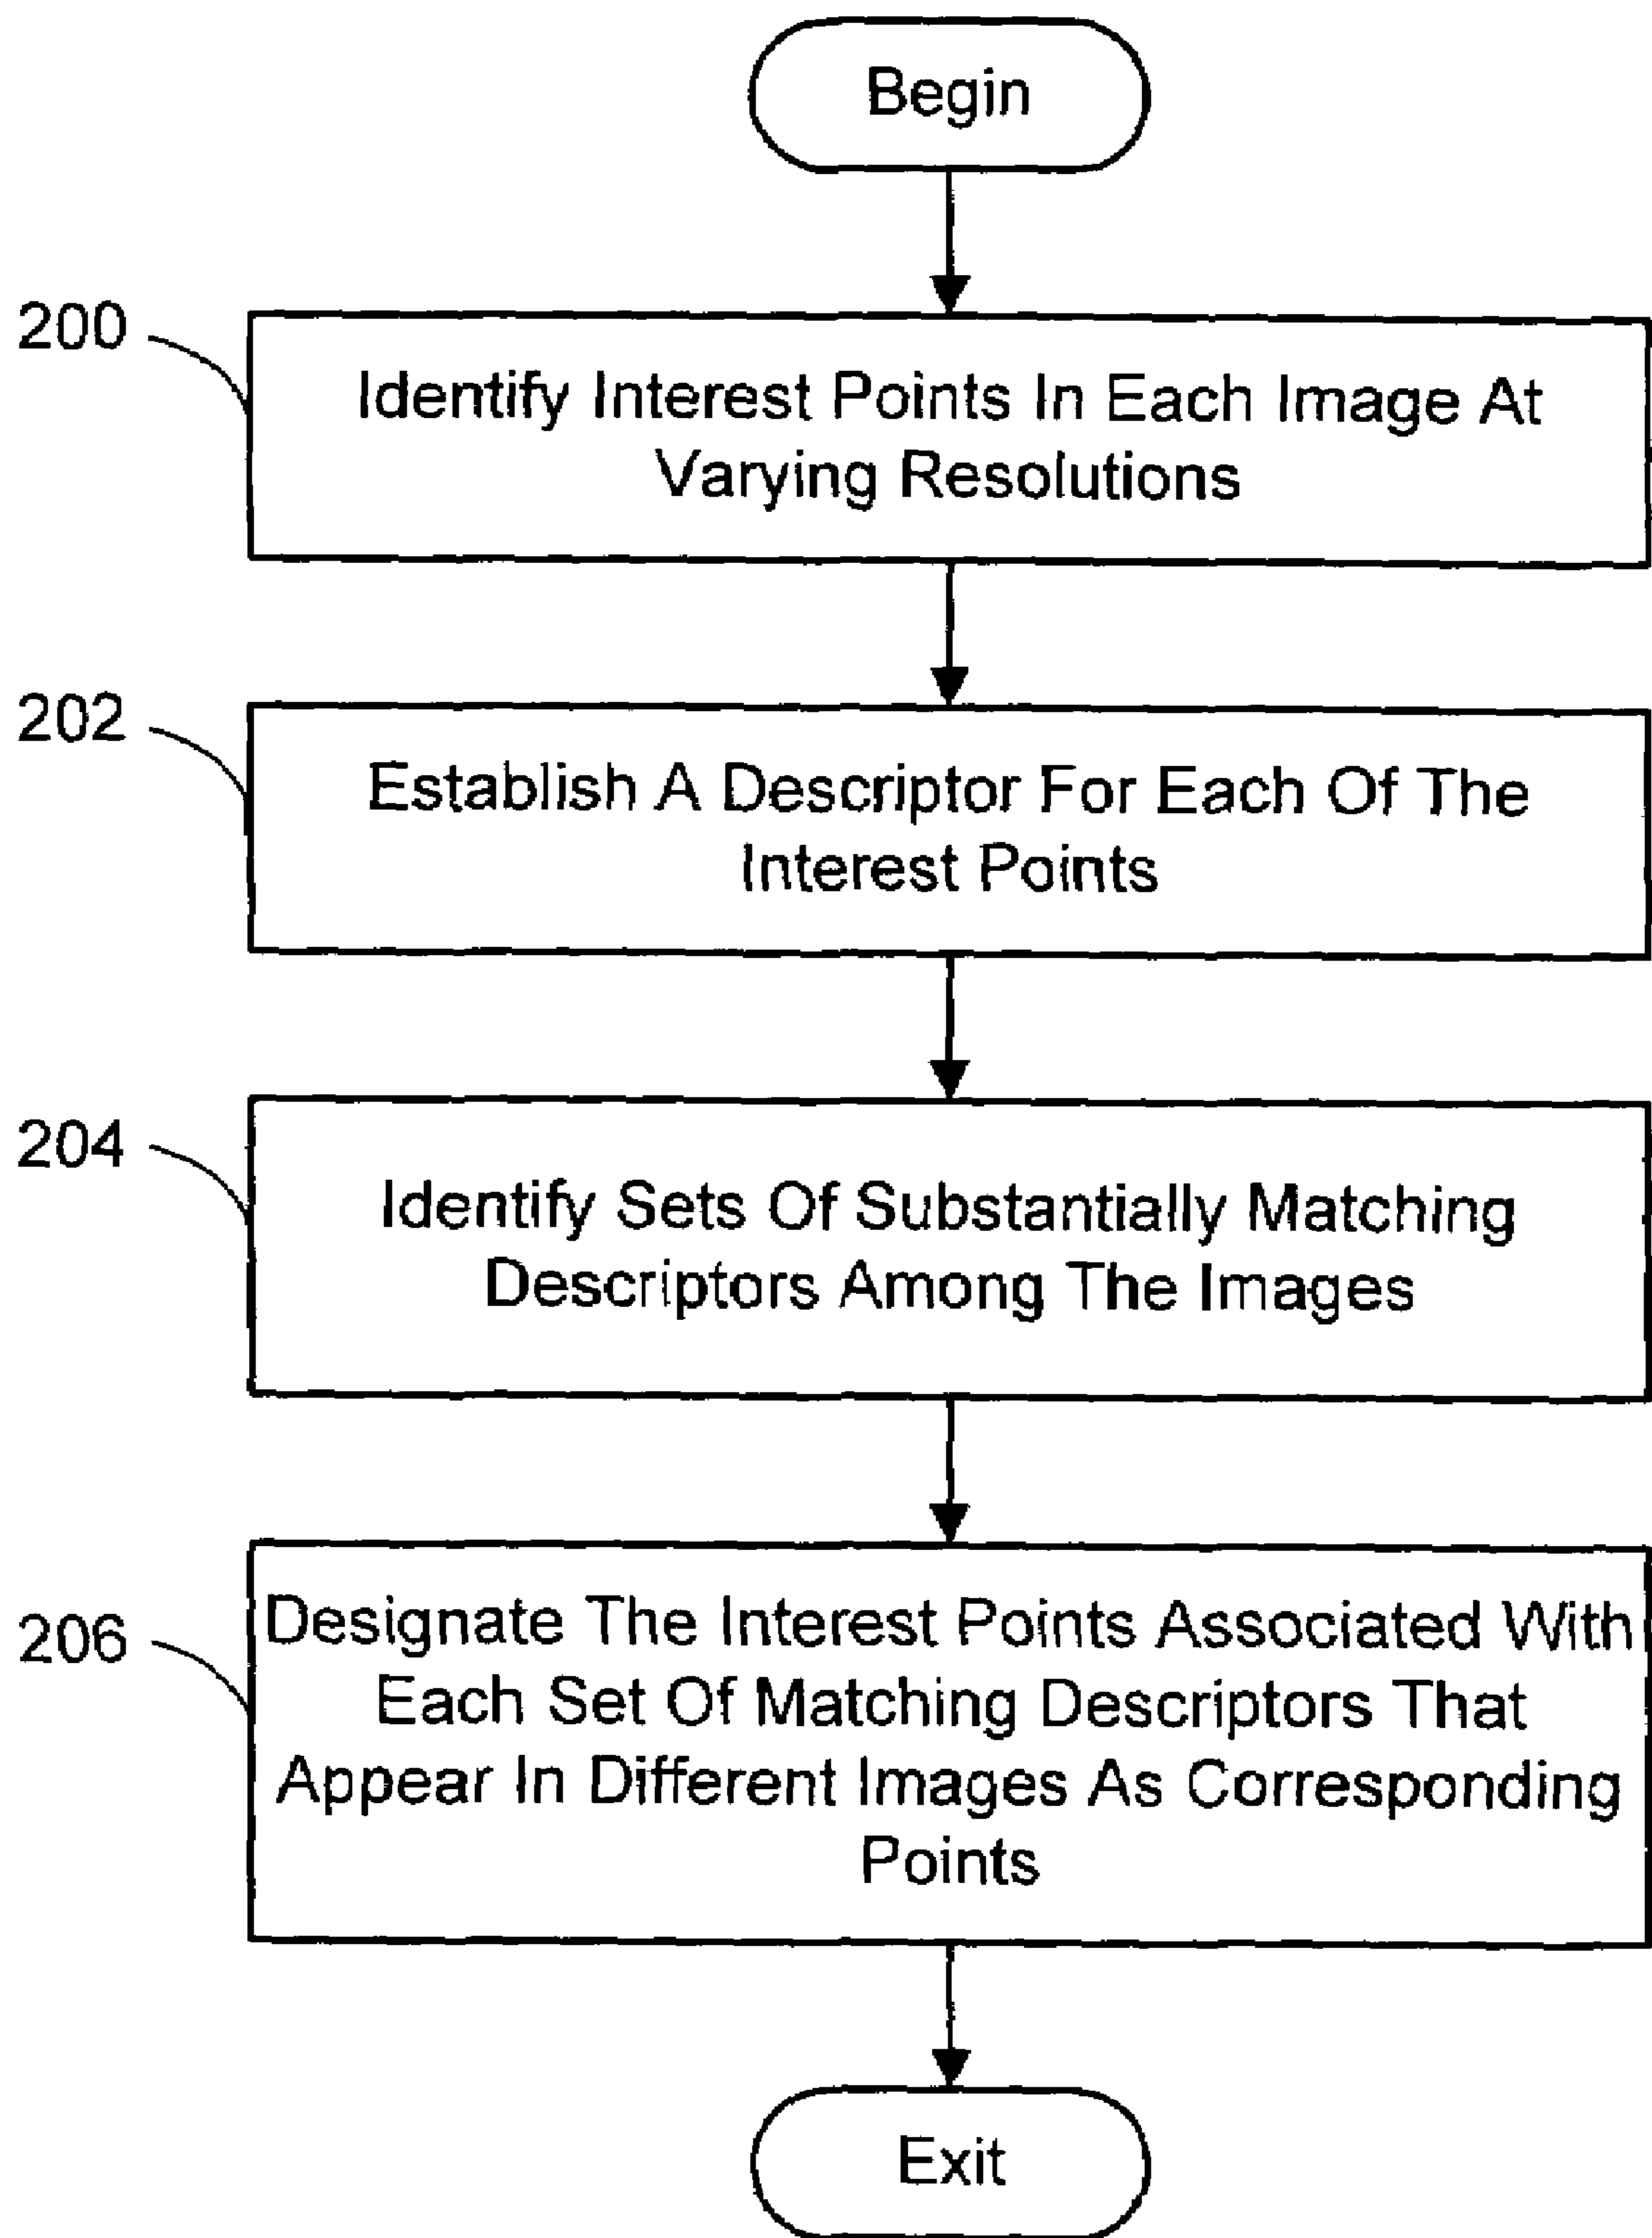 Begin
200
Identify Interest Points In Each Image At
Varying Resolutions
202
Establish A Descriptor For Each Of The
Interest Points
204
Identify Sets Of Substantially Matching
Descriptors Among The Images
206
Designate The Interest Points Associated With
Each Set Of Matching Descriptors That
Appear In Different Images As Corresponding
Points
Exit